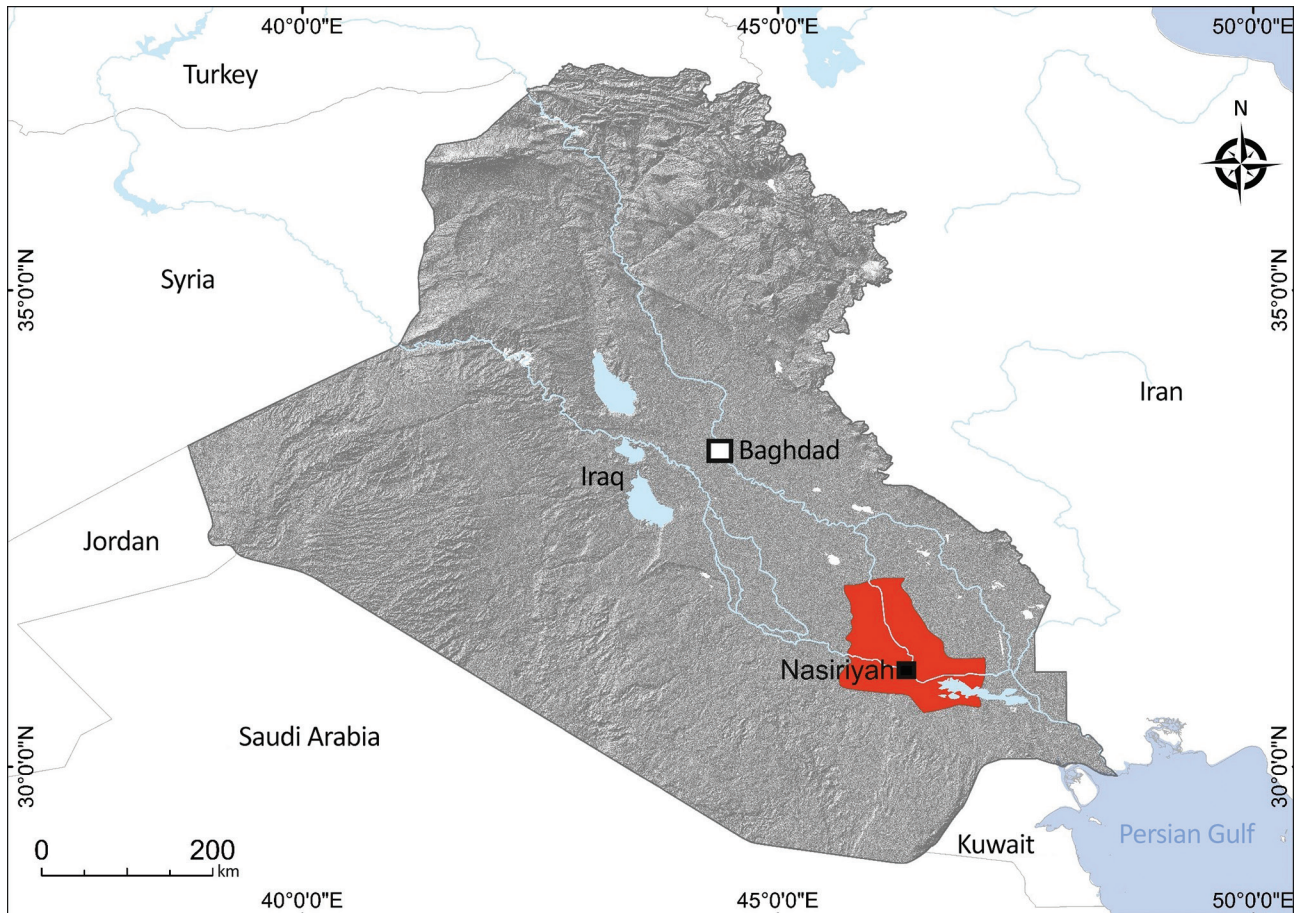 40°0'0"E
45°0'0"E
50°0'0"E
Turkey
N
35°0'0"N
35°0'0"N
Syria
Iran
Baghdad
Iraq
Jordan
Nasiriyah
Saudi Arabia
30°0'0"N
30°0'0"N
Persian Gulf
Kuwait
0 200
km
40°0'0"E
45°0'0"E
50°0'0"E